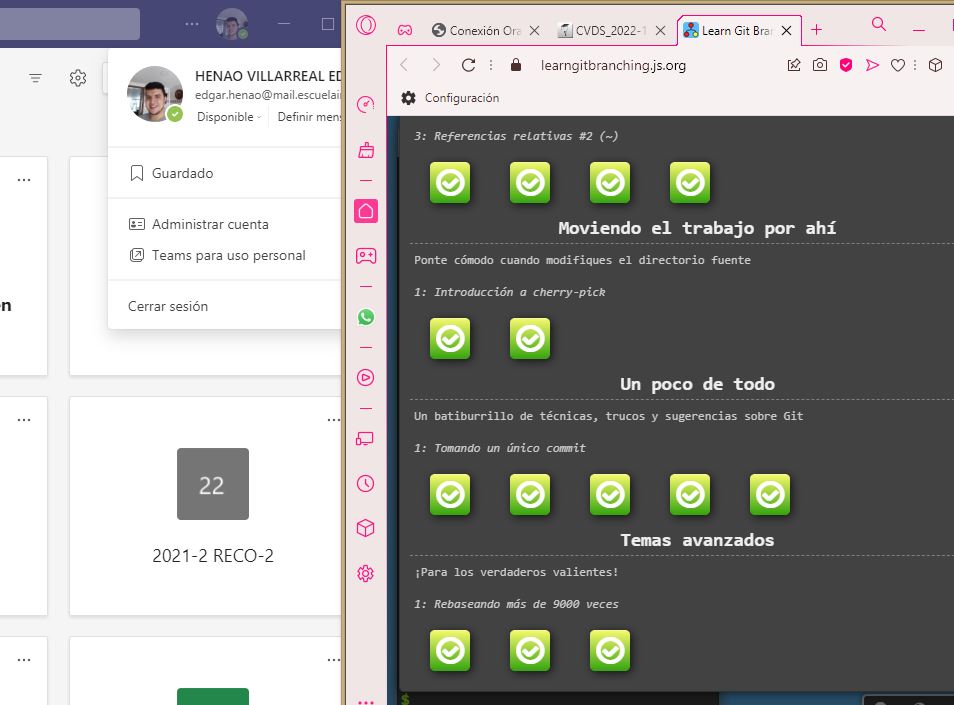 HENAO VILLARREAL ED
edgar.henao@mail.escuelain
Disponible
Definir mens
Guardado
Administrar cuenta
Teams para uso personal
Cerrar sesión
n
22
2021-2 RECO-2
Conexión Ora
CVDS_2022-1
Learn Git Bran
learngitbranching.js.org
Configuración
3: Referencias relativas #2 (~)
Moviendo el trabajo por ahí
Ponte cómodo cuando modifiques el directorio fuente
1: Introducción a cherry-pick
Un poco de todo
Un batiburrillo de técnicas, trucos y sugerencias sobre Git
1: Tomando un único commit
Temas avanzados
¡Para los verdaderos valientes!
1: Rebaseando más de 9000 veces
$